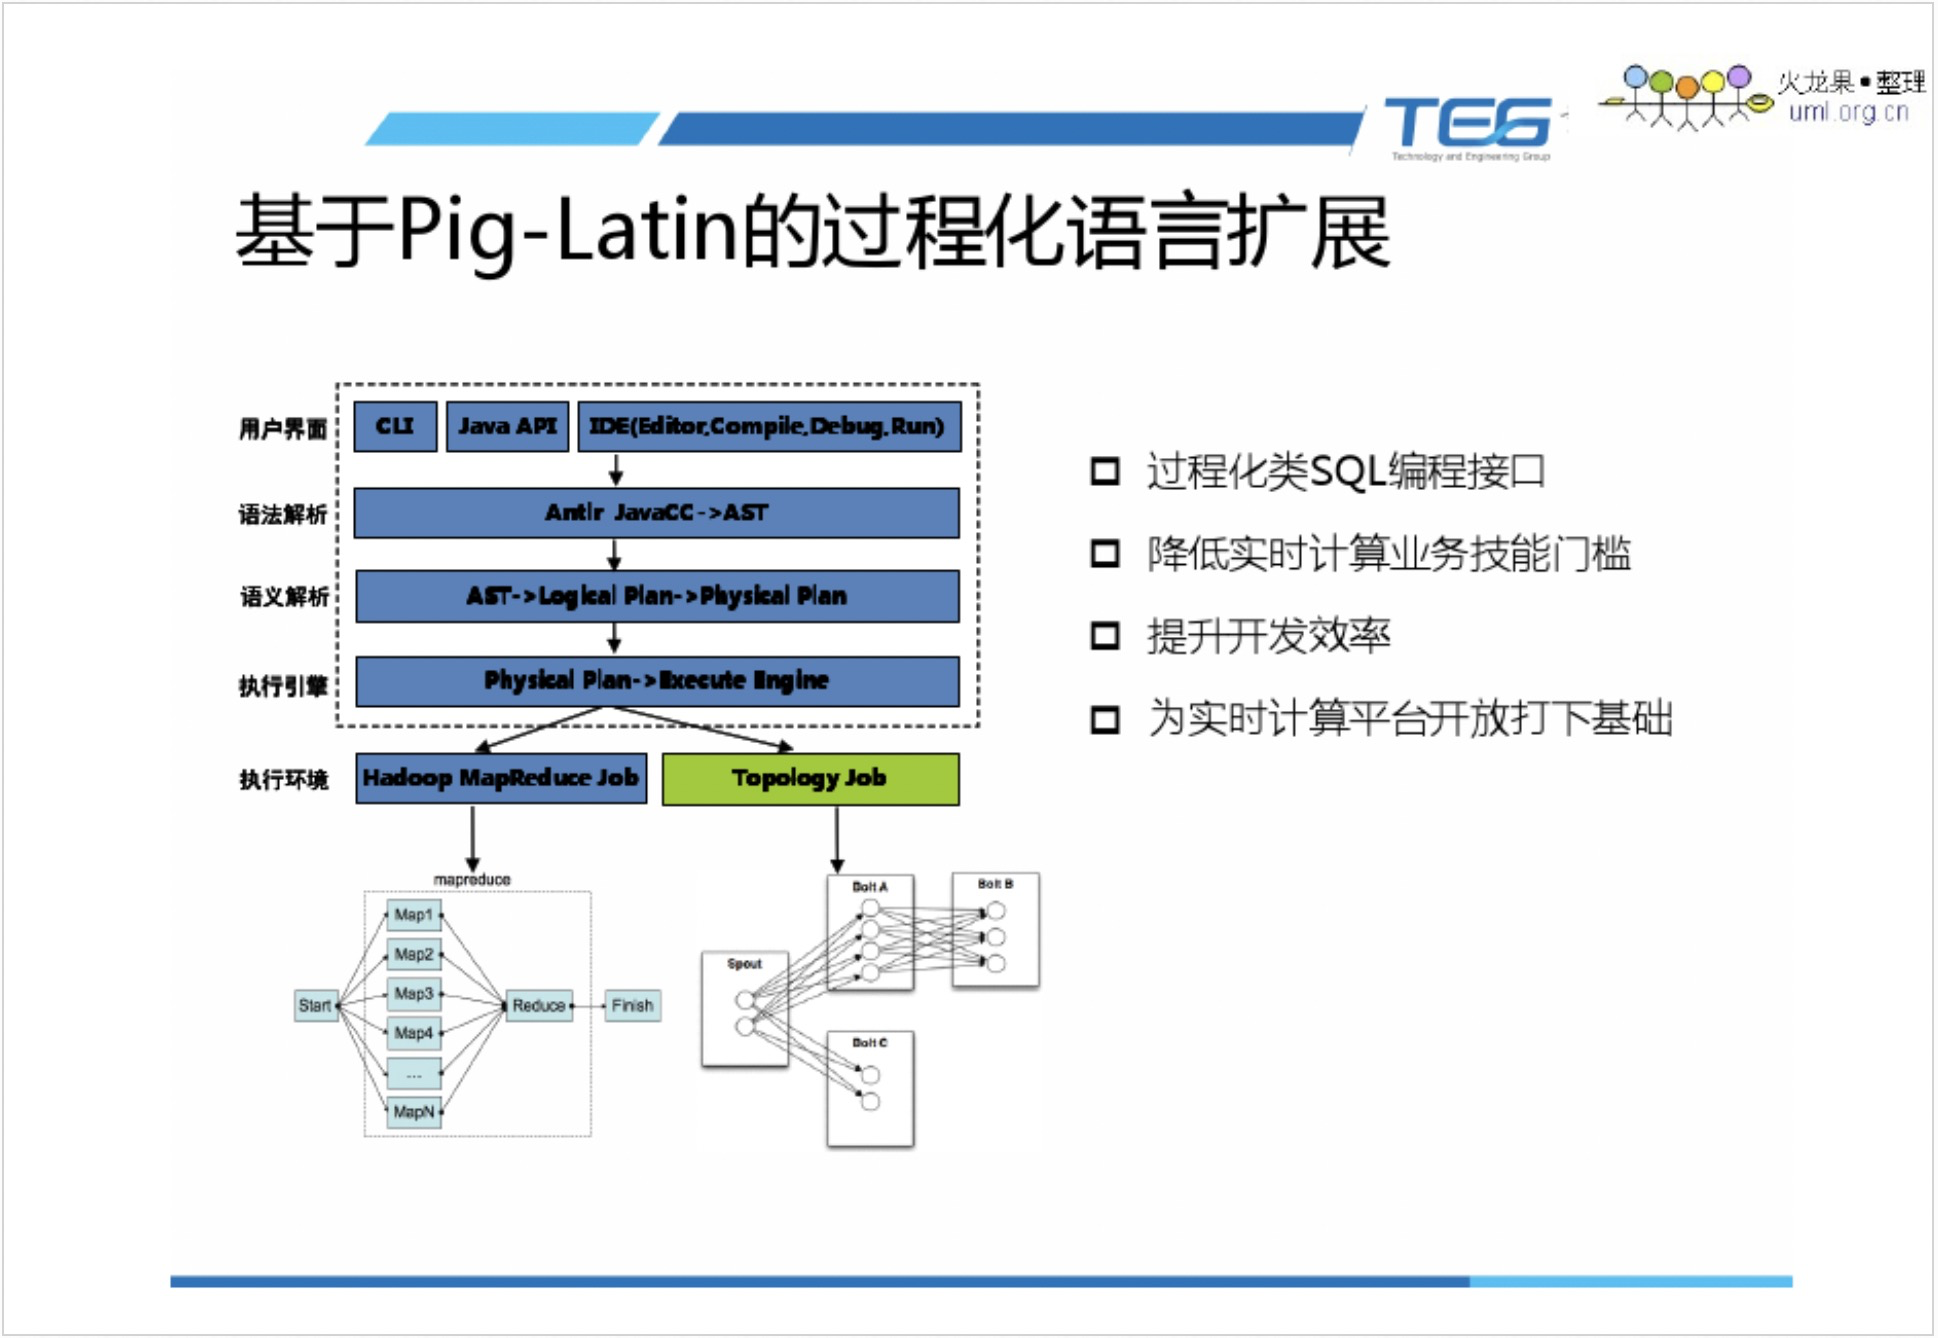 火龙果•整理
uml.org.cn
TEG
Technology and Engineering Group
基于Pig-Latin的过程化语言扩展
用户界面
CLI
Java API
IDE(Editor,Compile,Debug,Run)
语法解析
Antlr JavaCC->AST
语义解析
AST->Logical Plan->Physical Plan
执行引擎
Physical Plan->Execute Engine
执行环境
Hadoop MapReduce Job
Topology Job
过程化类SQL编程接口
降低实时计算业务技能门槛
提升开发效率
为实时计算平台开放打下基础
mapreduce
Start
Map1
Map2
Map3
Map4
...
MapN
Reduce
Finish
Spout
Bolt A
Bolt B
Bolt C